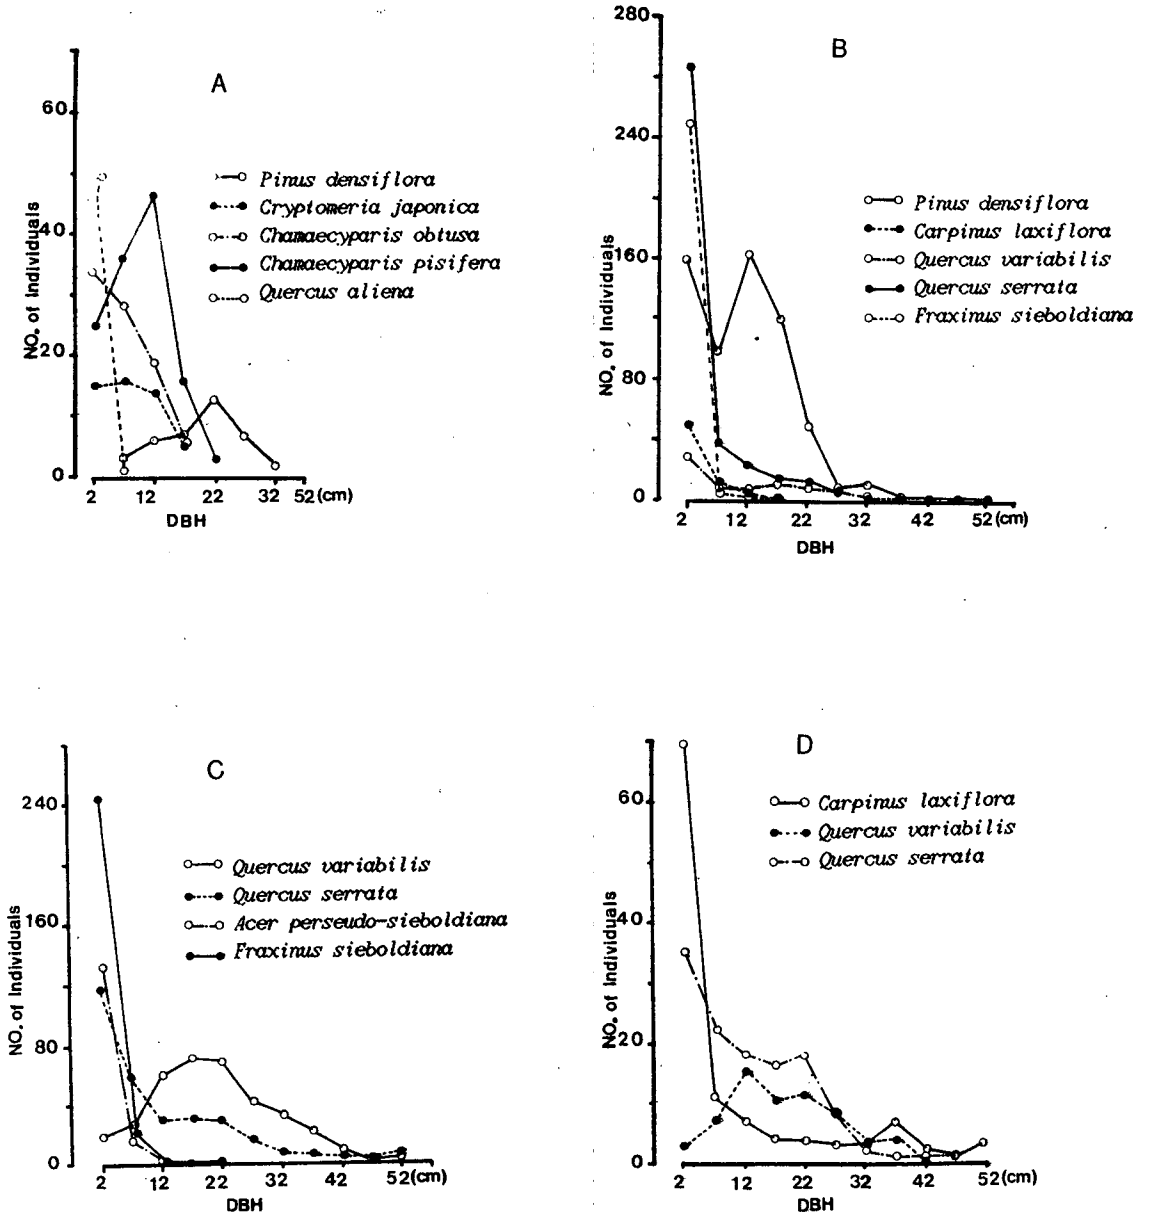 A
60
40
20
0
NO. of Individuals
Pinus densiflora
Cryptomeria japonica
Chamaecyparis obtusa
Chamaecyparis pisifera
Quercus aliena
2 12 22 32 52(cm)
DBH
B
280
240
160
80
0
NO. of Individuals
Pinus densiflora
Carpinus laxiflora
Quercus variabilis
Quercus serrata
Fraxinus sieboldiana
2 12 22 32 42 52(cm)
DBH
C
240
160
80
0
NO. of Individuals
Quercus variabilis
Quercus serrata
Acer perseudo-sieboldiana
Fraxinus sieboldiana
2 12 22 32 42 52(cm)
DBH
D
60
40
20
0
NO. of Individuals
Carpinus laxiflora
Quercus variabilis
Quercus serrata
2 12 22 32 42 52(cm)
DBH